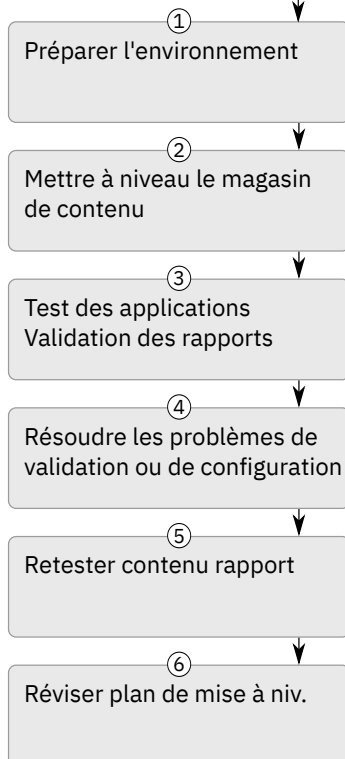 ①
Préparer l'environnement
②
Mettre à niveau le magasin
de contenu
③
Test des applications
Validation des rapports
④
Résoudre les problèmes de
validation ou de configuration
⑤
Retester contenu rapport
⑥
Réviser plan de mise à niv.